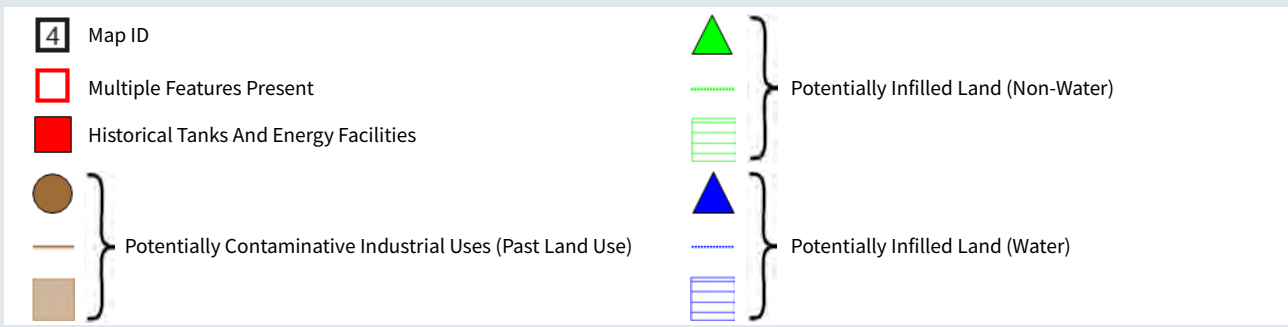 4 Map ID
Multiple Features Present
Historical Tanks And Energy Facilities
Potentially Contaminative Industrial Uses (Past Land Use)
Potentially Infilled Land (Non-Water)
Potentially Infilled Land (Water)